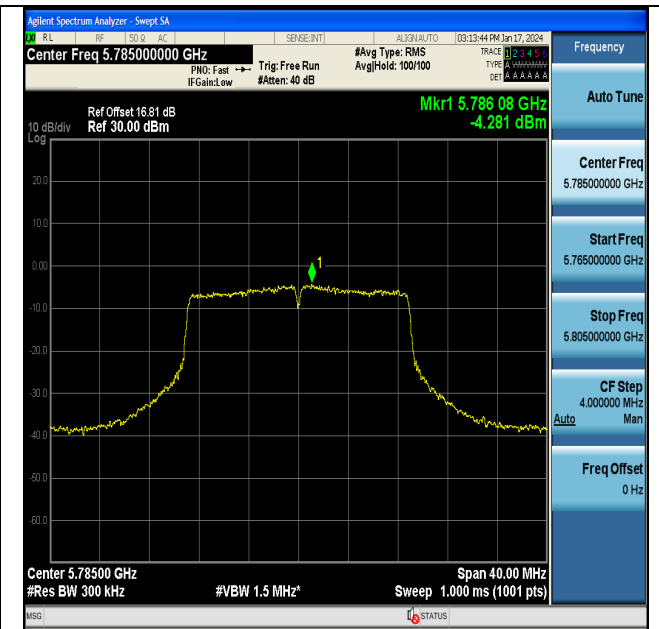 Agilent Spectrum Analyzer - Swept SA
LXI RL RF 50 Ω AC SENSE:INT ALIGN AUTO 03:13:44 PM Jan 17, 2024
Center Freq 5.785000000 GHz
PNO: Fast
IFGain:Low
Trig: Free Run
#Atten: 40 dB
#Avg Type: RMS
Avg|Hold: 100/100
TRACE 1 2 3 4 5 6
TYPE A
DET A A A A A A
Mkr1 5.786 08 GHz
-4.281 dBm
Ref Offset 16.81 dB
10 dB/div Ref 30.00 dBm
Log
20.0
10.0
0.00
-10.0
-20.0
-30.0
-40.0
-50.0
-60.0
1
Center 5.78500 GHz Span 40.00 MHz
#Res BW 300 kHz #VBW 1.5 MHz* Sweep 1.000 ms (1001 pts)
MSG STATUS
Frequency
Auto Tune
Center Freq
5.785000000 GHz
Start Freq
5.765000000 GHz
Stop Freq
5.805000000 GHz
CF Step
4.000000 MHz
Auto Man
Freq Offset
0 Hz